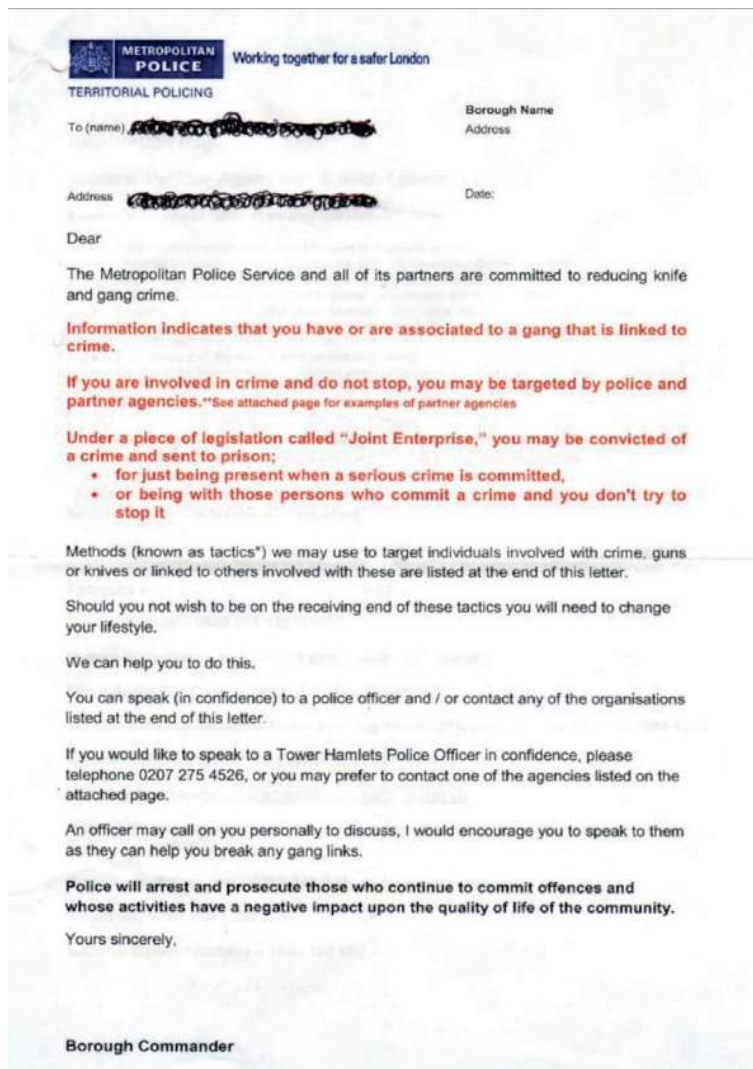 METROPOLITAN
POLICE
Working together for a safer London
TERRITORIAL POLICING
Borough Name
To (name)
Address
Address
Date:
Dear
The Metropolitan Police Service and all of its partners are committed to reducing knife
and gang crime.
Information indicates that you have or are associated to a gang that is linked to
crime.
If you are involved in crime and do not stop, you may be targeted by police and
partner agencies.**See attached page for examples of partner agencies
Under a piece of legislation called “Joint Enterprise,” you may be convicted of
a crime and sent to prison;
• for just being present when a serious crime is committed,
• or being with those persons who commit a crime and you don't try to
stop it
Methods (known as tactics*) we may use to target individuals involved with crime, guns
or knives or linked to others involved with these are listed at the end of this letter.
Should you not wish to be on the receiving end of these tactics you will need to change
your lifestyle.
We can help you to do this.
You can speak (in confidence) to a police officer and / or contact any of the organisations
listed at the end of this letter.
If you would like to speak to a Tower Hamlets Police Officer in confidence, please
telephone 0207 275 4526, or you may prefer to contact one of the agencies listed on the
attached page.
An officer may call on you personally to discuss, I would encourage you to speak to them
as they can help you break any gang links.
Police will arrest and prosecute those who continue to commit offences and
whose activities have a negative impact upon the quality of life of the community.
Yours sincerely,
Borough Commander